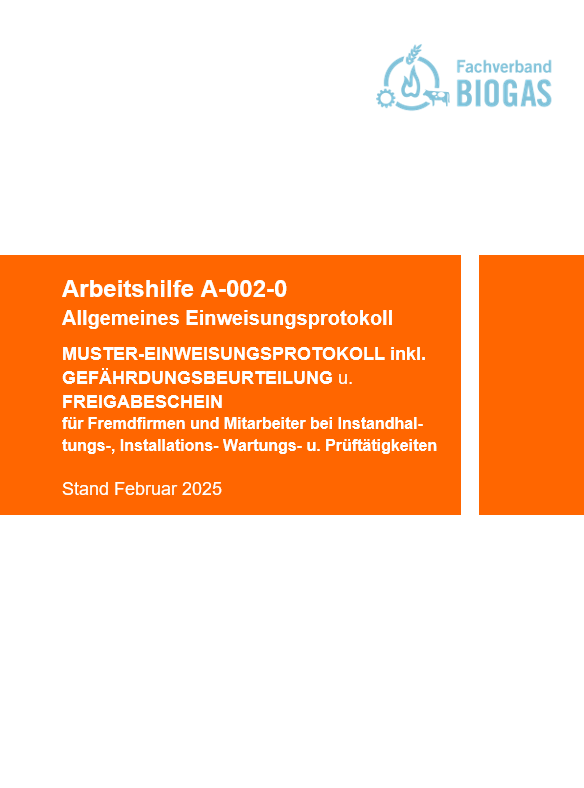 Fachverband
BIOGAS
Arbeitshilfe A-002-0
Allgemeines Einweisungsprotokoll
MUSTER-EINWEISUNGSPROTOKOLL inkl.
GEFÄHRDUNGSBEURTEILUNG u.
FREIGABESCHEIN
für Fremdfirmen und Mitarbeiter bei Instandhal-
tungs-, Installations- Wartungs- u. Prüftätigkeiten
Stand Februar 2025